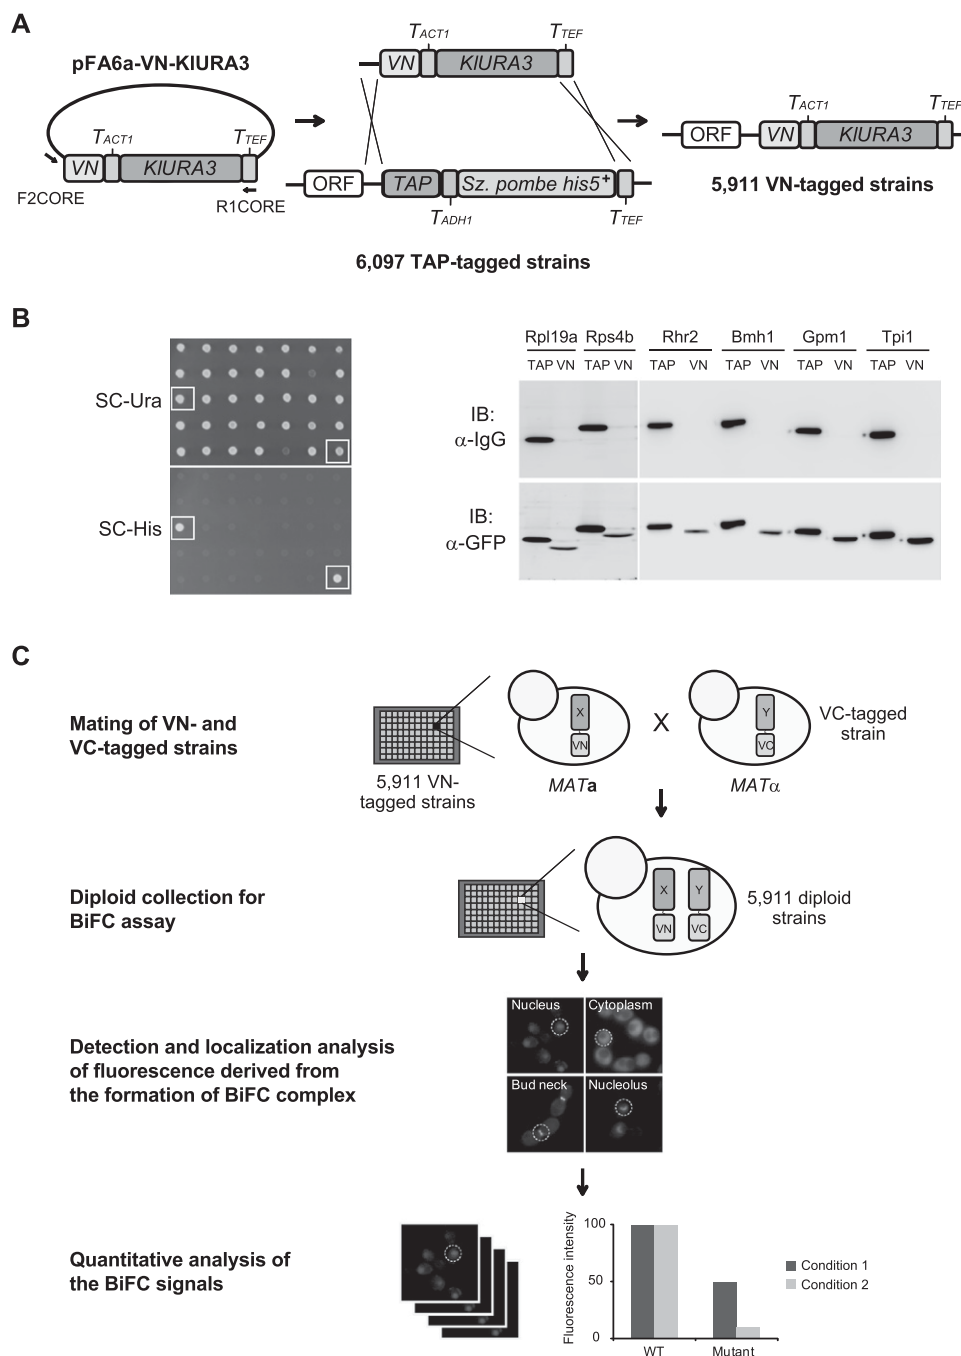 A
pFA6a-VN-KlURA3
TACT1
TTEF
VN
KlURA3
F2CORE
R1CORE
TACT1
TTEF
VN
KlURA3
ORF
TAP
Sz. pombe his5+
TADH1
TTEF
6,097 TAP-tagged strains
TACT1
TTEF
ORF
VN
KlURA3
5,911 VN-tagged strains
B
SC-Ura
SC-His
Rpl19a Rps4b Rhr2 Bmh1 Gpm1 Tpi1
TAP VN TAP VN TAP VN TAP VN TAP VN TAP VN
IB:
α-IgG
IB:
α-GFP
C
Mating of VN- and
VC-tagged strains
5,911 VN-
tagged strains
X
VN
MATa
X
Y
VC
MATα
VC-tagged
strain
Diploid collection for
BiFC assay
X
Y
VN
VC
5,911 diploid
strains
Detection and localization analysis
of fluorescence derived from
the formation of BiFC complex
Nucleus
Cytoplasm
Bud neck
Nucleolus
Quantitative analysis of
the BiFC signals
Fluorescence intensity
100
50
0
WT
Mutant
Condition 1
Condition 2